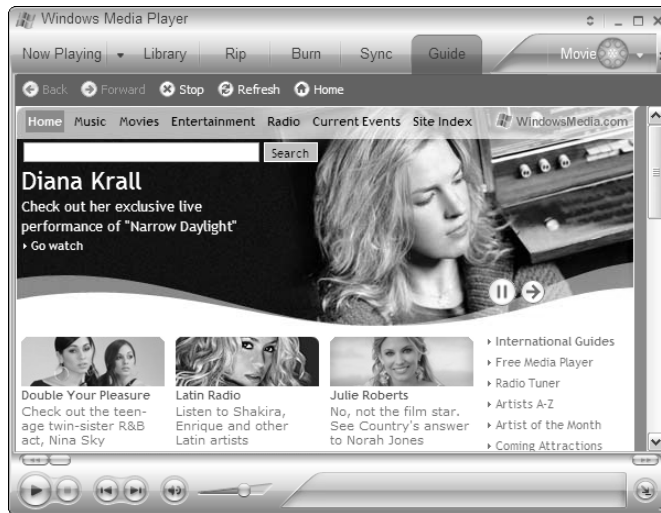 Windows Media Player
Now Playing Library Rip Burn Sync Guide Movie
Back Forward Stop Refresh Home
Home Music Movies Entertainment Radio Current Events Site Index WindowsMedia.com
Search
Diana Krall
Check out her exclusive live
performance of "Narrow Daylight"
Go watch
Double Your Pleasure
Check out the teen-
age twin-sister R&B
act, Nina Sky
Latin Radio
Listen to Shakira,
Enrique and other
Latin artists
Julie Roberts
No, not the film star.
See Country's answer
to Norah Jones
International Guides
Free Media Player
Radio Tuner
Artists A-Z
Artist of the Month
Coming Attractions